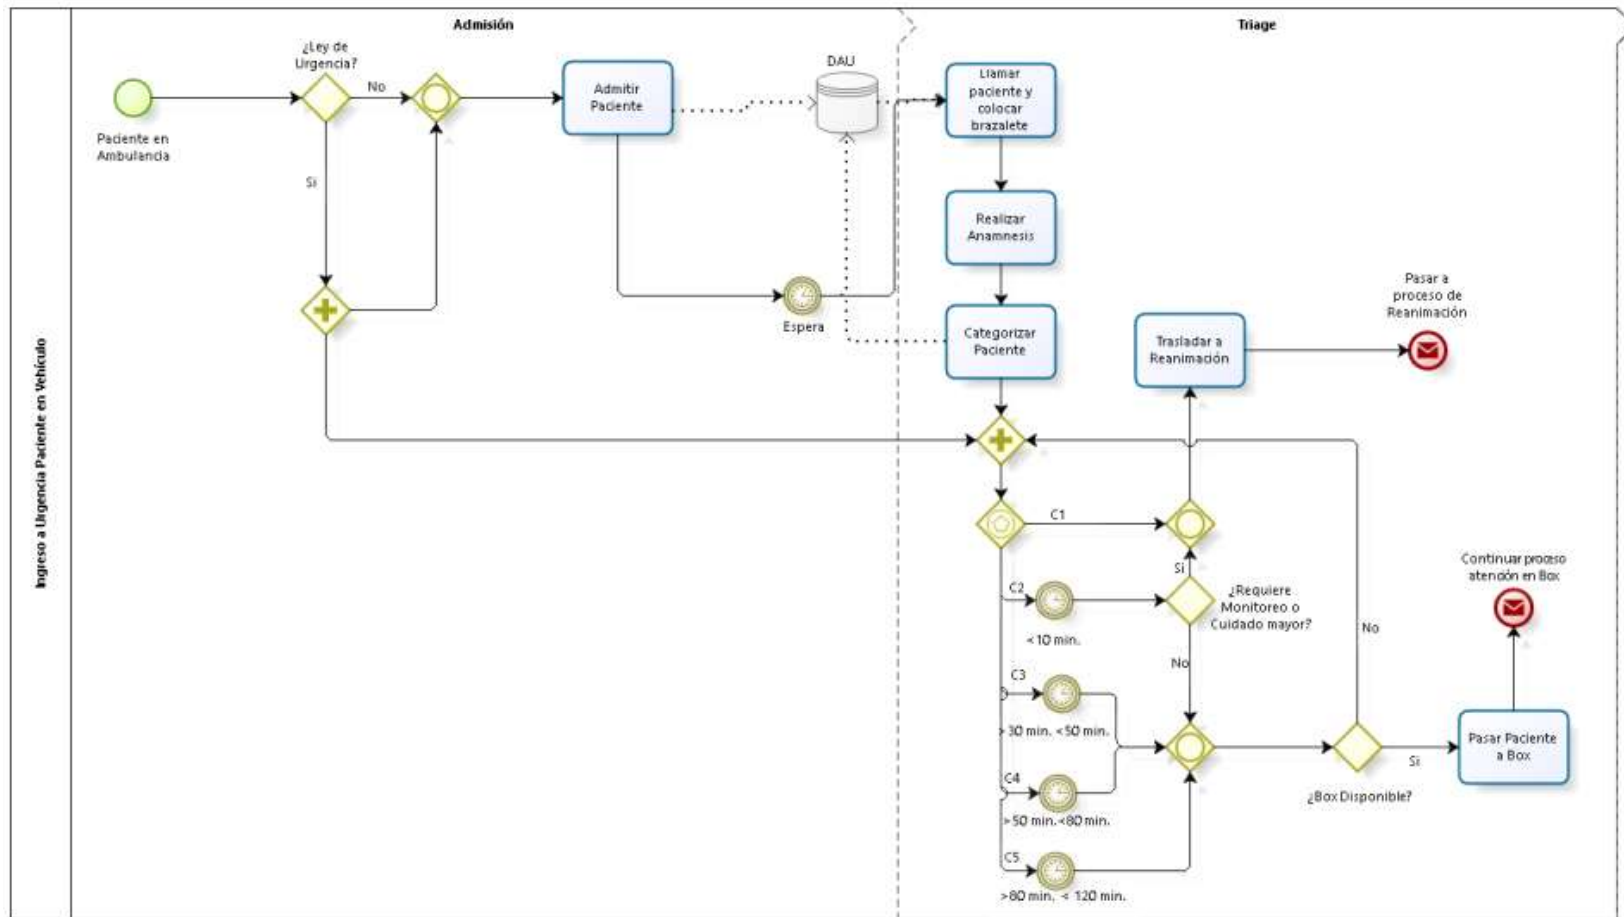 Ingreso a Urgencia Paciente en Vehículo
Admisión
Triage
¿Ley de
Urgencia?
No
Si
Paciente en
Ambulancia
Admitir
Paciente
DAU
Espera
Llamar
paciente y
colocar
brazalete
Realizar
Anamnesis
Categorizar
Paciente
Trasladar a
Reanimación
Pasar a
proceso de
Reanimación
C1
Si
C2
<10 min.
¿Requiere
Monitoreo o
Cuidado mayor?
No
C3
>30 min. <50 min.
C4
>50 min.<80 min.
C5
>80 min. < 120 min.
¿Box Disponible?
No
Si
Pasar Paciente
a Box
Continuar proceso
atención en Box